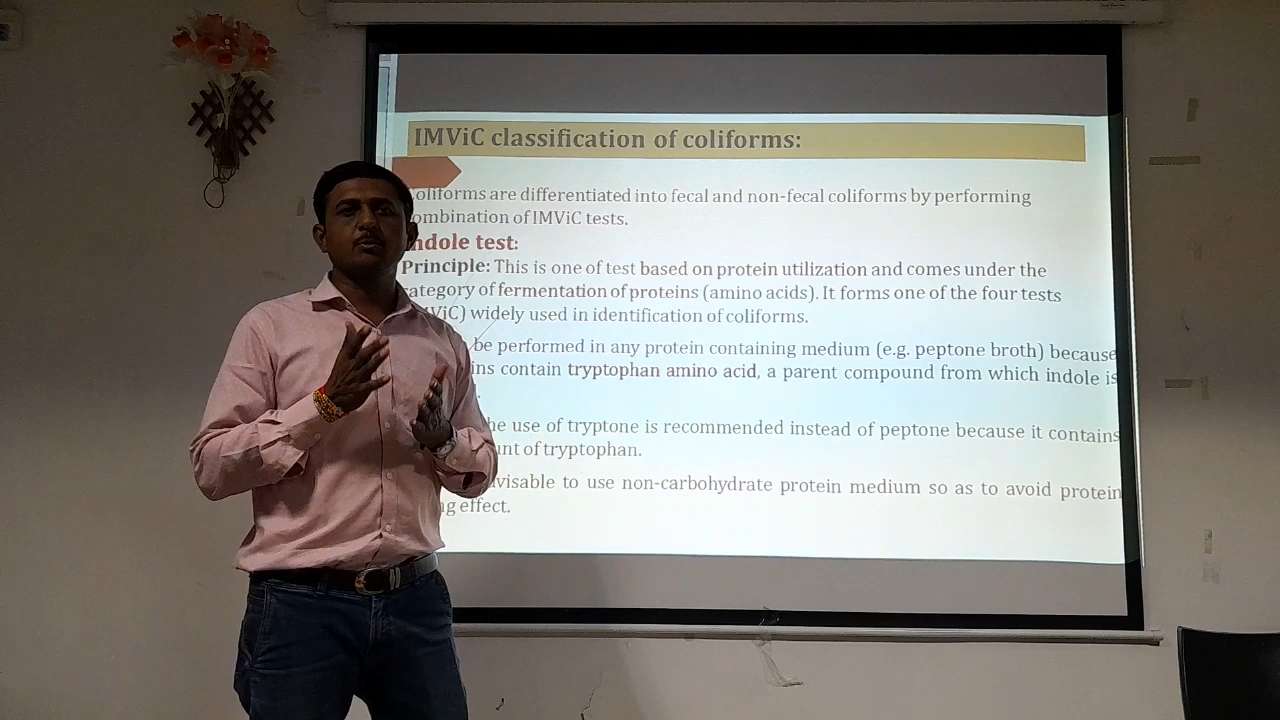 IMViC classification of coliforms:
oliforms are differentiated into fecal and non-fecal coliforms by performing
ombination of IMViC tests.
ndole test:
Principle: This is one of test based on protein utilization and comes under the
ategory of fermentation of proteins (amino acids). It forms one of the four tests
ViC) widely used in identification of coliforms.
be performed in any protein containing medium (e.g. peptone broth) because
ins contain tryptophan amino acid, a parent compound from which indole is
he use of tryptone is recommended instead of peptone because it contains
unt of tryptophan.
visable to use non-carbohydrate protein medium so as to avoid protein
ng effect.